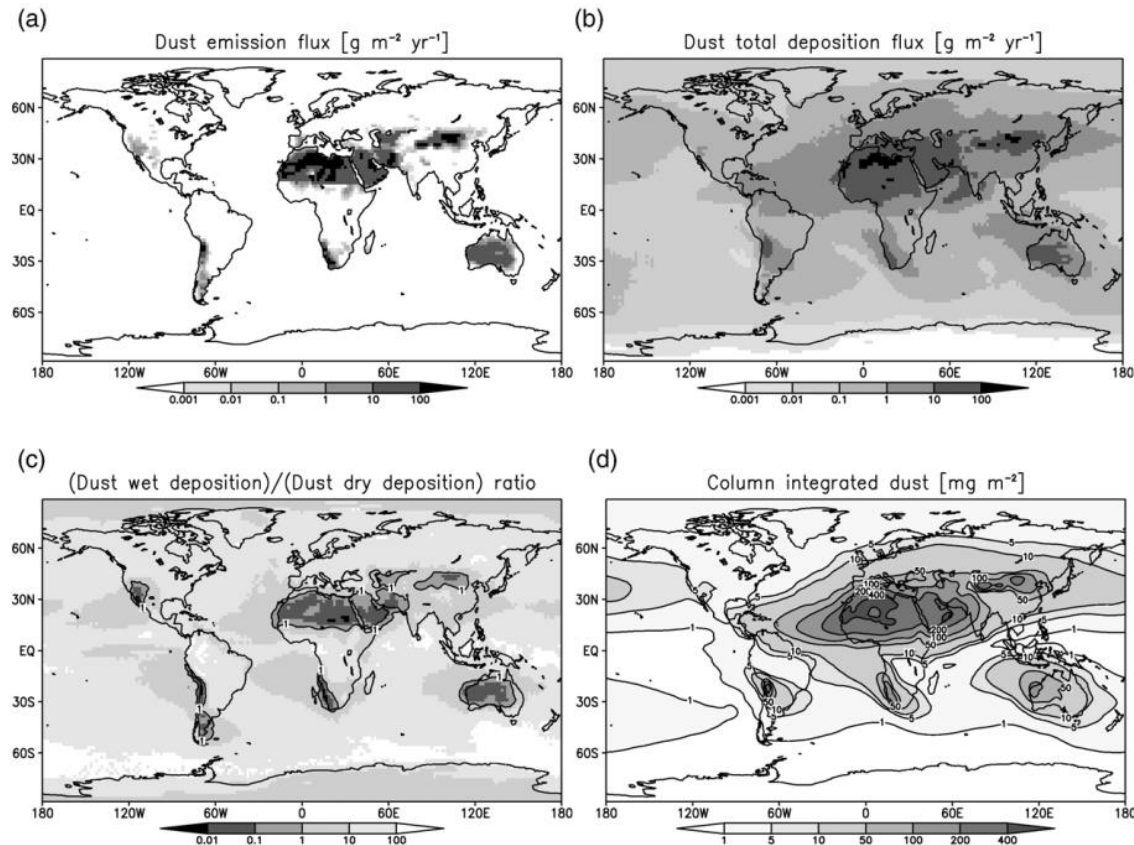 (a)
Dust emission flux [g m⁻² yr⁻¹]
60N
30N
EQ
30S
60S
180 120W 60W 0 60E 120E 180
0.001 0.01 0.1 1 10 100
(b)
Dust total deposition flux [g m⁻² yr⁻¹]
60N
30N
EQ
30S
60S
180 120W 60W 0 60E 120E 180
0.001 0.01 0.1 1 10 100
(c)
(Dust wet deposition)/(Dust dry deposition) ratio
60N
30N
EQ
30S
60S
180 120W 60W 0 60E 120E 180
0.01 0.1 1 10 100
(d)
Column integrated dust [mg m⁻²]
60N
30N
EQ
30S
60S
180 120W 60W 0 60E 120E 180
1 5 10 50 100 200 400